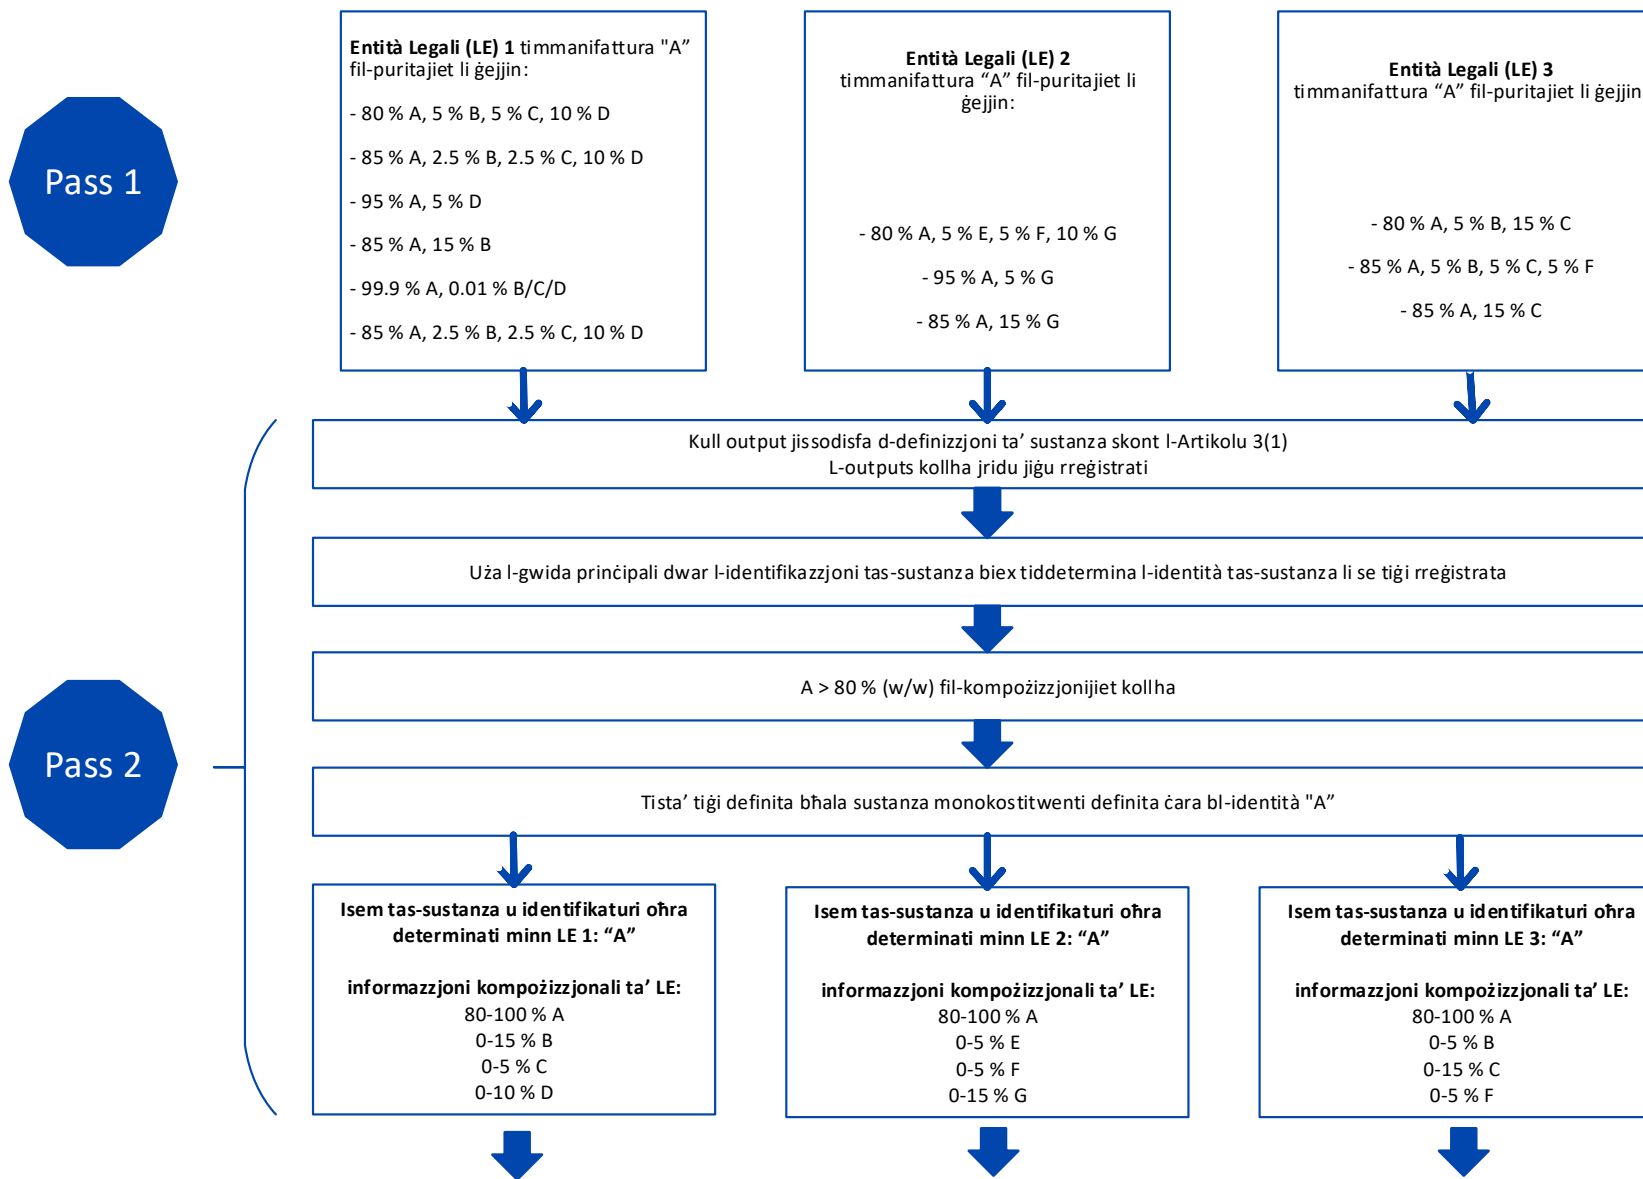 Pass 1
Entità Legali (LE) 1 timmanifattura "A”
fil-puritajiet li ġejjin:
- 80 % A, 5 % B, 5 % C, 10 % D
- 85 % A, 2.5 % B, 2.5 % C, 10 % D
- 95 % A, 5 % D
- 85 % A, 15 % B
- 99.9 % A, 0.01 % B/C/D
- 85 % A, 2.5 % B, 2.5 % C, 10 % D
Entità Legali (LE) 2
timmanifattura “A” fil-puritajiet li
ġejjin:
- 80 % A, 5 % E, 5 % F, 10 % G
- 95 % A, 5 % G
- 85 % A, 15 % G
Entità Legali (LE) 3
timmanifattura “A” fil-puritajiet li ġejjin
- 80 % A, 5 % B, 15 % C
- 85 % A, 5 % B, 5 % C, 5 % F
- 85 % A, 15 % C
Pass 2
Kull output jissodisfa d-definizzjoni ta’ sustanza skont l-Artikolu 3(1)
L-outputs kollha jridu jiġu rreġistrati
Uża l-gwida prinċipali dwar l-identifikazzjoni tas-sustanza biex tiddetermina l-identità tas-sustanza li se tiġi rreġistrata
A > 80 % (w/w) fil-kompożizzjonijiet kollha
Tista’ tiġi definita bħala sustanza monokostitwenti definita ċara bl-identità "A”
Isem tas-sustanza u identifikaturi oħra
determinati minn LE 1: “A”
informazzjoni kompożizzjonali ta’ LE:
80-100 % A
0-15 % B
0-5 % C
0-10 % D
Isem tas-sustanza u identifikaturi oħra
determinati minn LE 2: “A”
informazzjoni kompożizzjonali ta’ LE:
80-100 % A
0-5 % E
0-5 % F
0-15 % G
Isem tas-sustanza u identifikaturi oħra
determinati minn LE 3: “A”
informazzjoni kompożizzjonali ta’ LE:
80-100 % A
0-5 % B
0-15 % C
0-5 % F